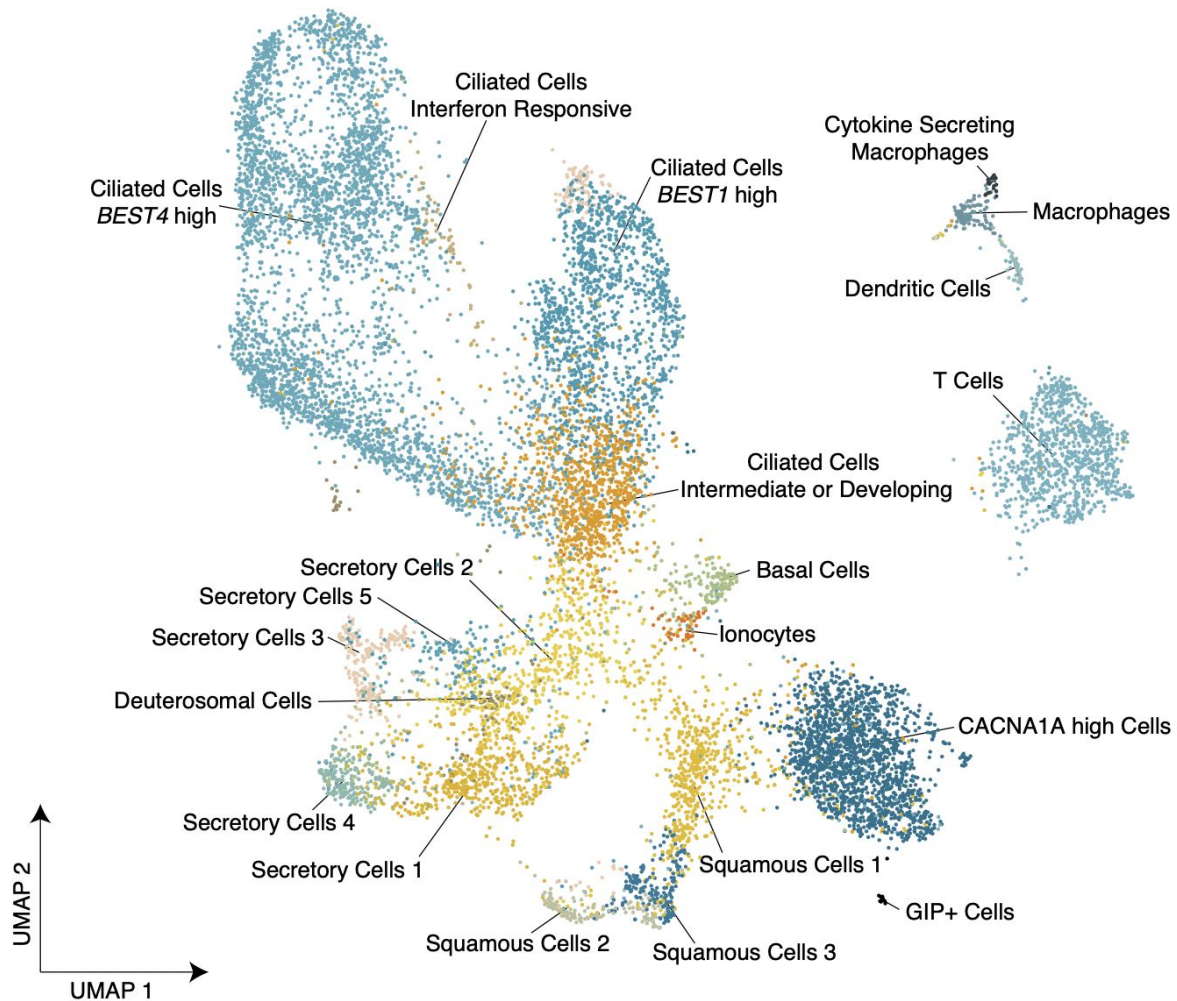 Ciliated Cells
Interferon Responsive
Cytokine Secreting
Macrophages
Ciliated Cells
BEST1 high
Ciliated Cells
BEST4 high
Macrophages
Dendritic Cells
T Cells
Ciliated Cells
Intermediate or Developing
Secretory Cells 2
Basal Cells
Secretory Cells 5
Secretory Cells 3
Ionocytes
Deuterosomal Cells
CACNA1A high Cells
Secretory Cells 4
Secretory Cells 1
Squamous Cells 1
GIP+ Cells
Squamous Cells 2
Squamous Cells 3
UMAP 2
UMAP 1